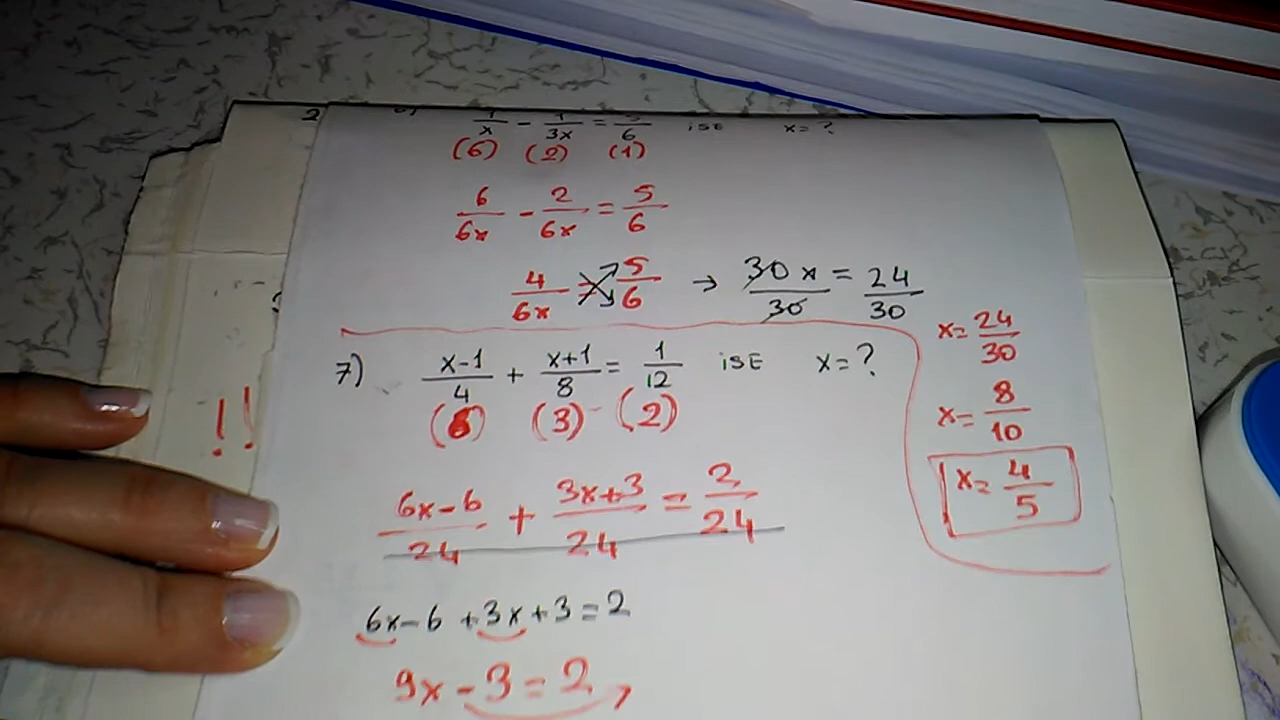 1/x - 1/3x = 5/6 ise x=?
(6) (2) (1)
6/6x - 2/6x = 5/6
4/6x = 5/6 → 30x/30 = 24/30
x= 24/30
x= 8/10
x= 4/5
7) x-1/4 + x+1/8 = 1/12 ise x=?
(6) (3) (2)
!!
6x-6/24 + 3x+3/24 = 2/24
6x-6 +3x+3=2
9x-3=2